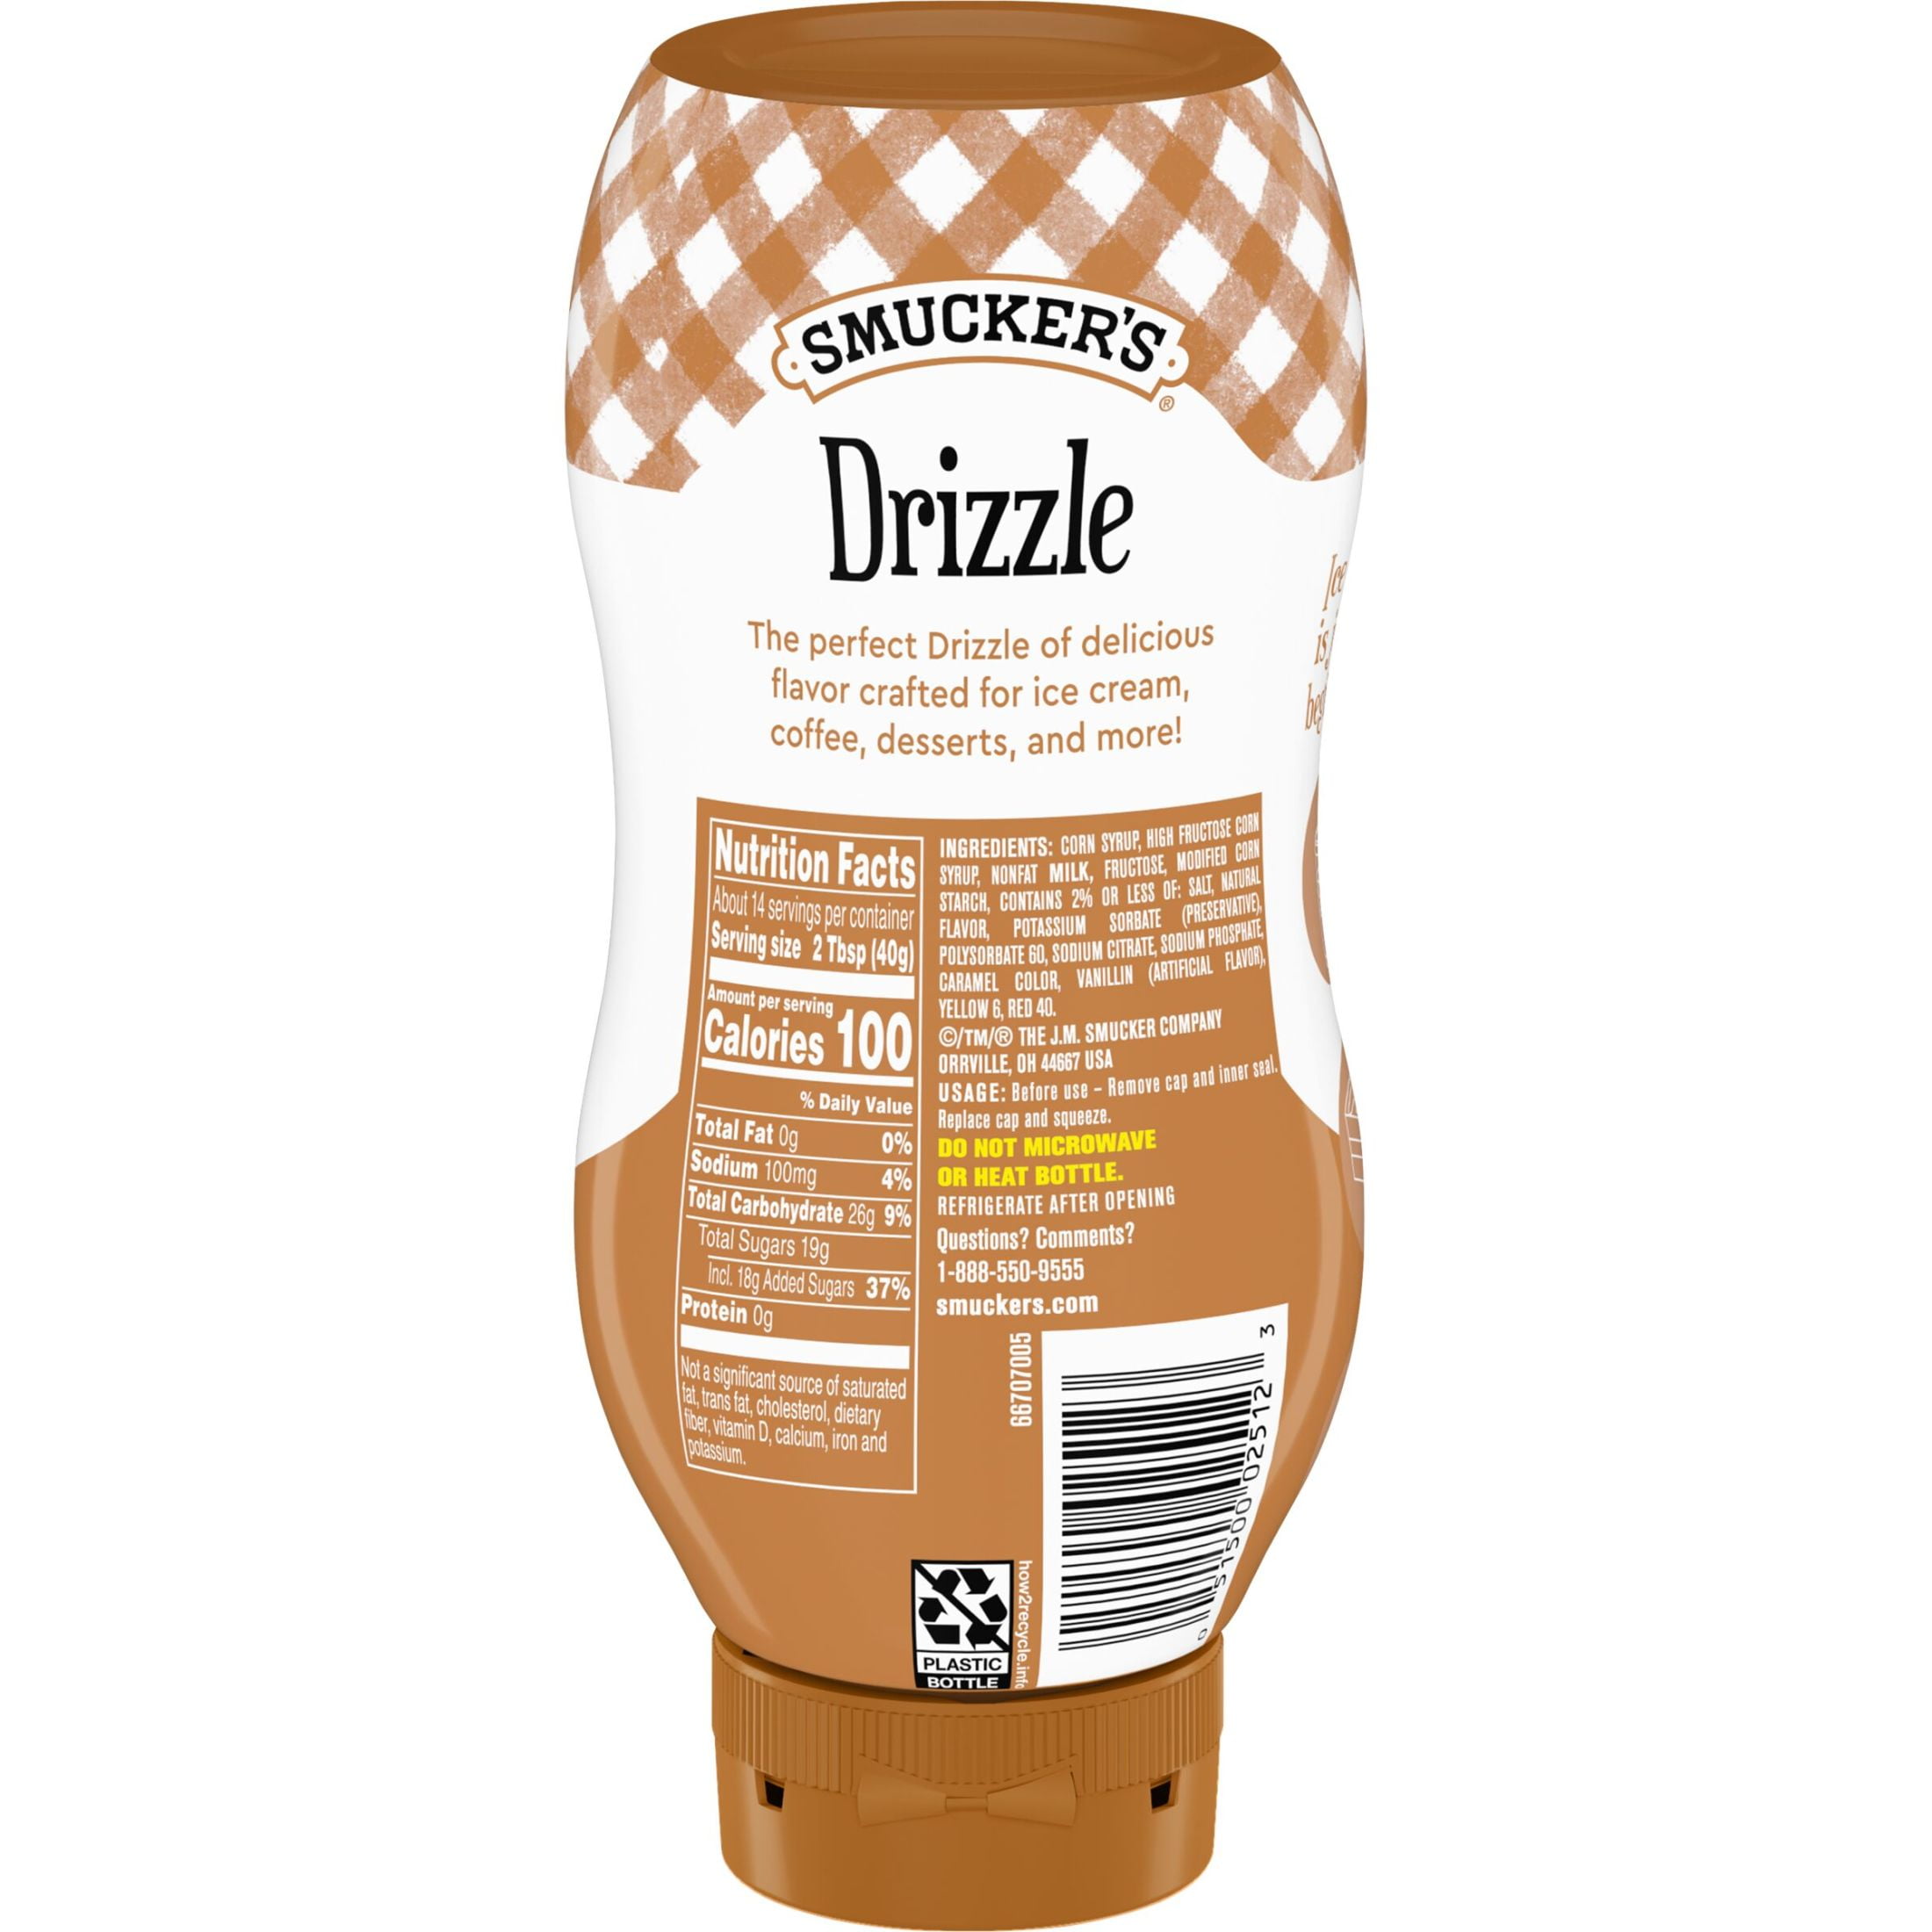 SMUCKER'S
®
Drizzle
The perfect Drizzle of delicious
flavor crafted for ice cream,
coffee, desserts, and more!
Nutrition Facts
About 14 servings per container
Serving size 2 Tbsp (40g)
Amount per serving
Calories 100
% Daily Value
Total Fat 0g 0%
Sodium 100mg 4%
Total Carbohydrate 26g 9%
Total Sugars 19g
Incl. 18g Added Sugars 37%
Protein 0g
Not a significant source of saturated
fat, trans fat, cholesterol, dietary
fiber, vitamin D, calcium, iron and
potassium.
INGREDIENTS: CORN SYRUP, HIGH FRUCTOSE CORN
SYRUP, NONFAT MILK, FRUCTOSE, MODIFIED CORN
STARCH, CONTAINS 2% OR LESS OF: SALT, NATURAL
FLAVOR, POTASSIUM SORBATE (PRESERVATIVE),
POLYSORBATE 60, SODIUM CITRATE, SODIUM PHOSPHATE,
CARAMEL COLOR, VANILLIN (ARTIFICIAL FLAVOR),
YELLOW 6, RED 40.
©/TM/® THE J.M. SMUCKER COMPANY
ORRVILLE, OH 44667 USA
USAGE: Before use – Remove cap and inner seal.
Replace cap and squeeze.
DO NOT MICROWAVE
OR HEAT BOTTLE.
REFRIGERATE AFTER OPENING
Questions? Comments?
1-888-550-9555
smuckers.com
66707005
0 51500 02512 3
how2recycle.info
PLASTIC
BOTTLE